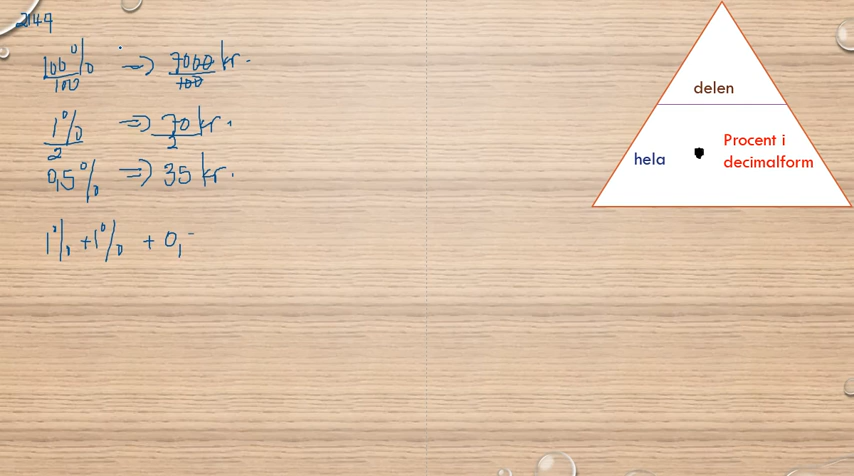 2144
100% => 7000 kr.
100 100
1% => 70 kr.
2 2
0,5% => 35 kr.
1% + 1% + 0,
delen
hela • Procent i
decimalform